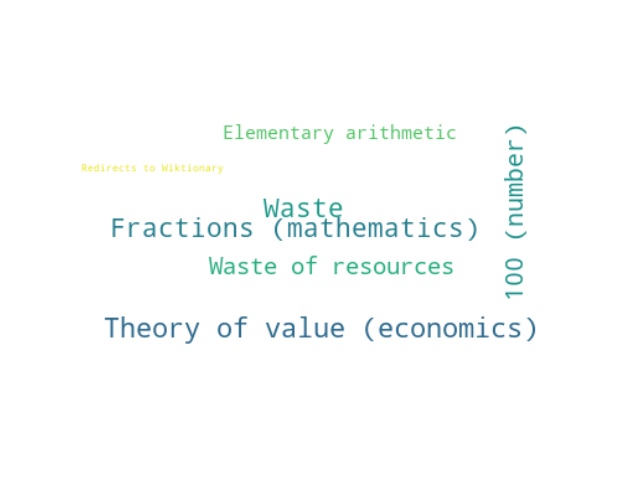 Elementary arithmetic
Redirects to Wiktionary
Waste
Fractions (mathematics)
Waste of resources
100 (number)
Theory of value (economics)